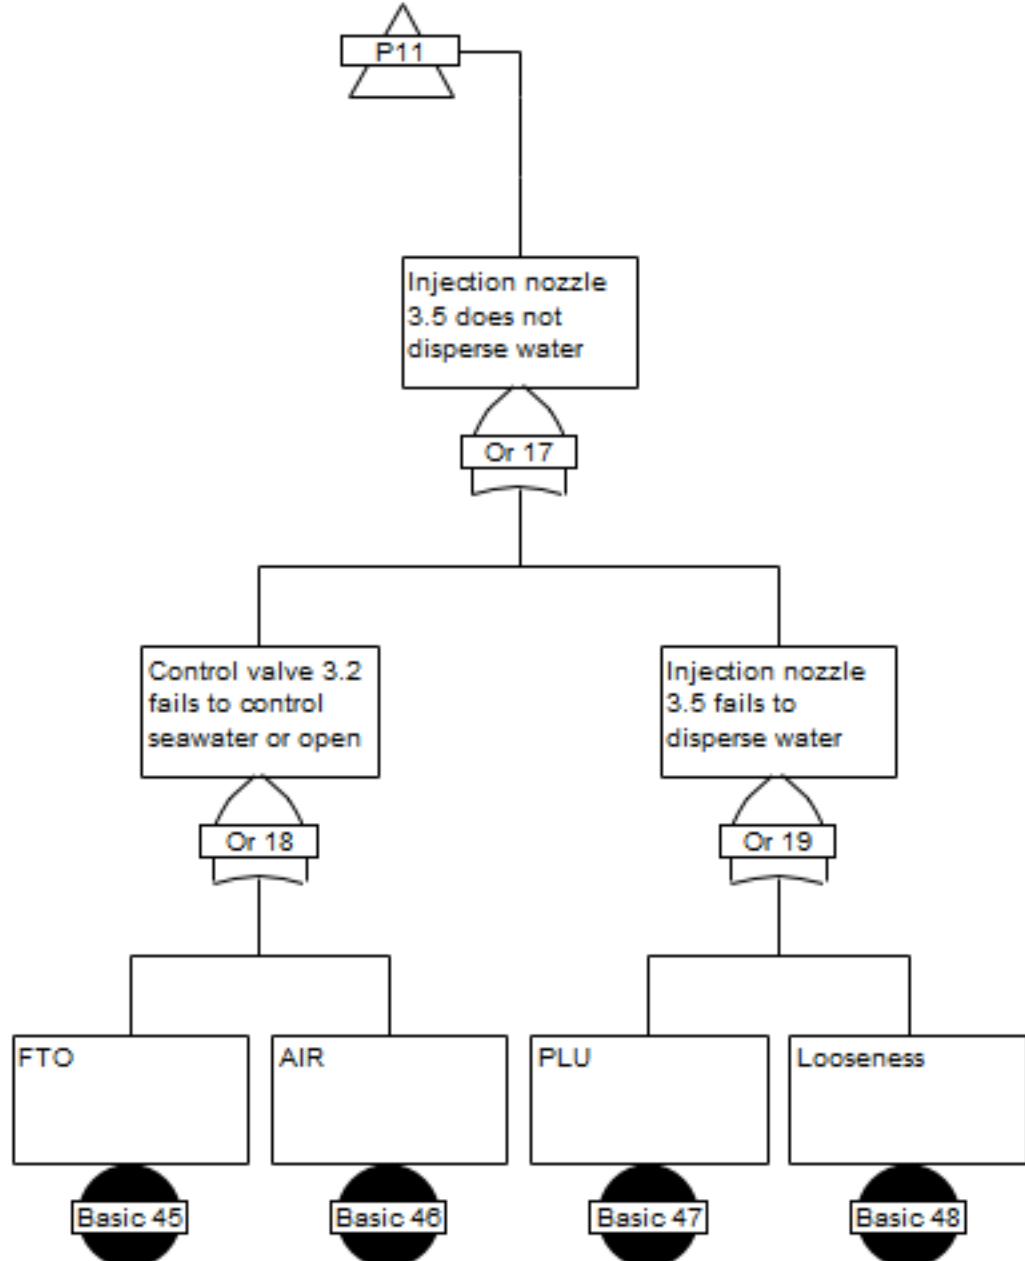 P11
Injection nozzle
3.5 does not
disperse water
Or 17
Control valve 3.2
fails to control
seawater or open
Injection nozzle
3.5 fails to
disperse water
Or 18
Or 19
FTO
AIR
PLU
Looseness
Basic 45
Basic 46
Basic 47
Basic 48